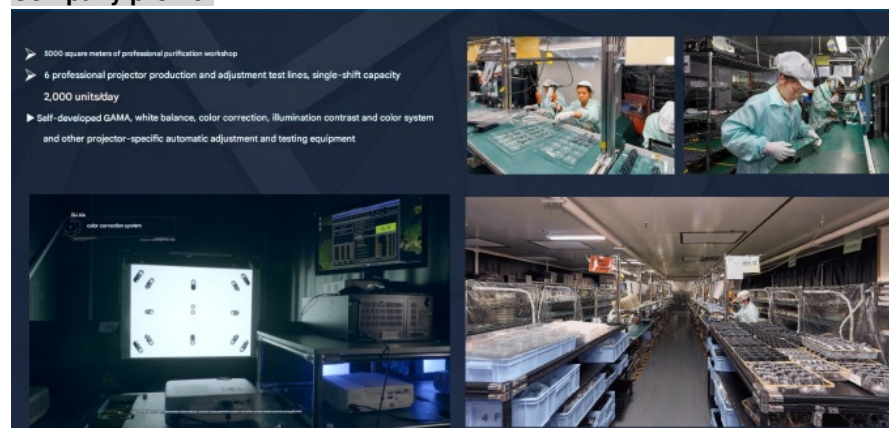 Company profile
5000 square meters of professional purification workshop
6 professional projector production and adjustment test lines, single-shift capacity
2,000 units/day
Self-developed GAMA, white balance, color correction, illumination contrast and color system
and other projector-specific automatic adjustment and testing equipment
color correction system
4 F